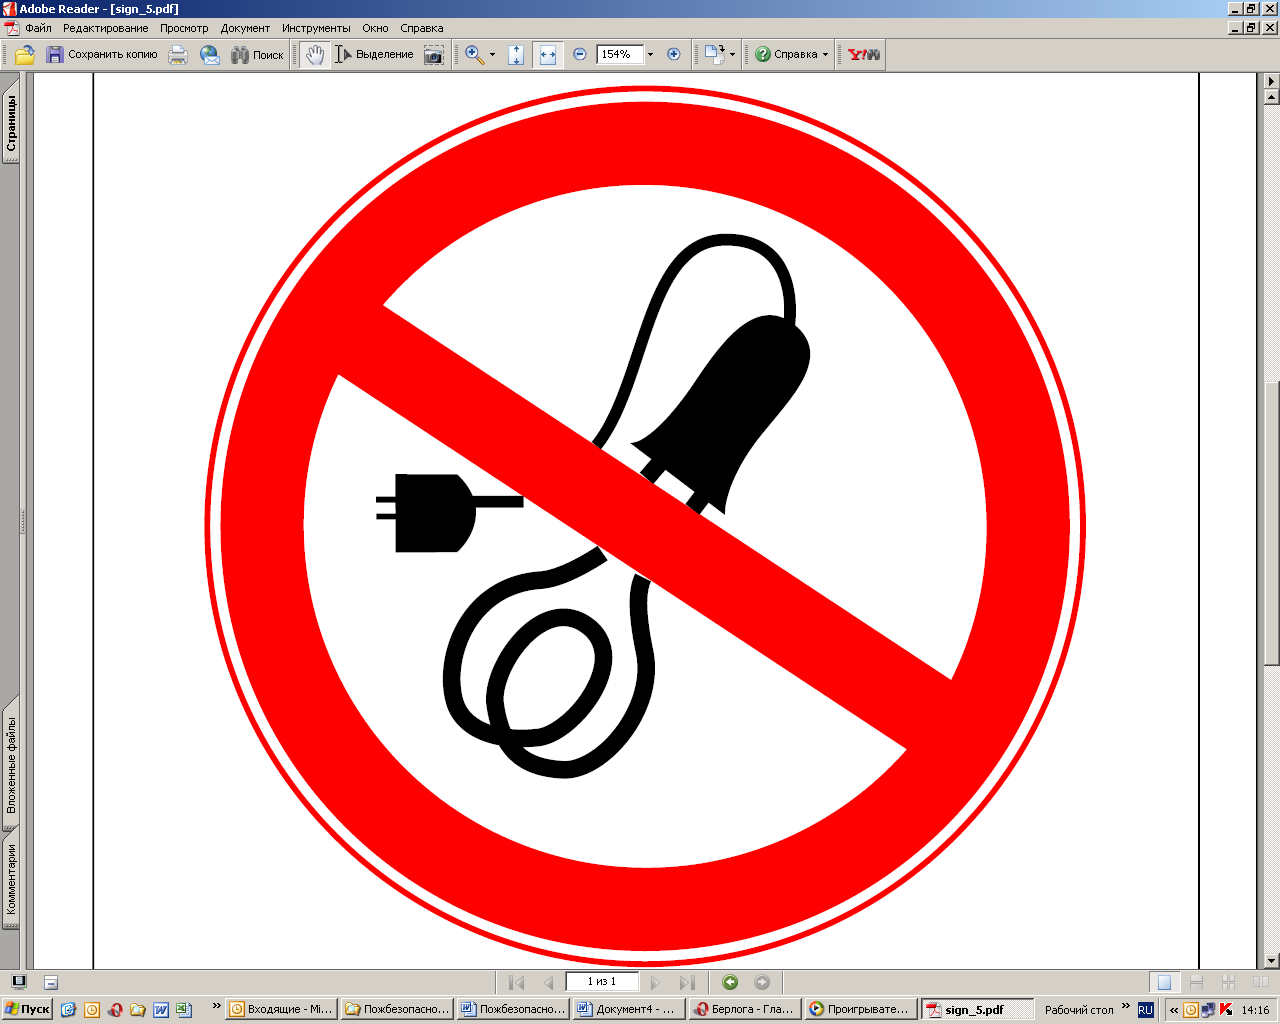 Adobe Reader - [sign_5.pdf]
Файл Редактирование Просмотр Документ Инструменты Окно Справка
Сохранить копию Поиск Выделение 154% Справка Y!
Страницы
Вложенные файлы
Комментарии
1 из 1
Пуск » Входящие - Mi... Пожбезопасно... Пожбезопасно... Документ4 - ... Берлога - Гла... Проигрывате... sign_5.pdf Рабочий стол » RU « 14:16